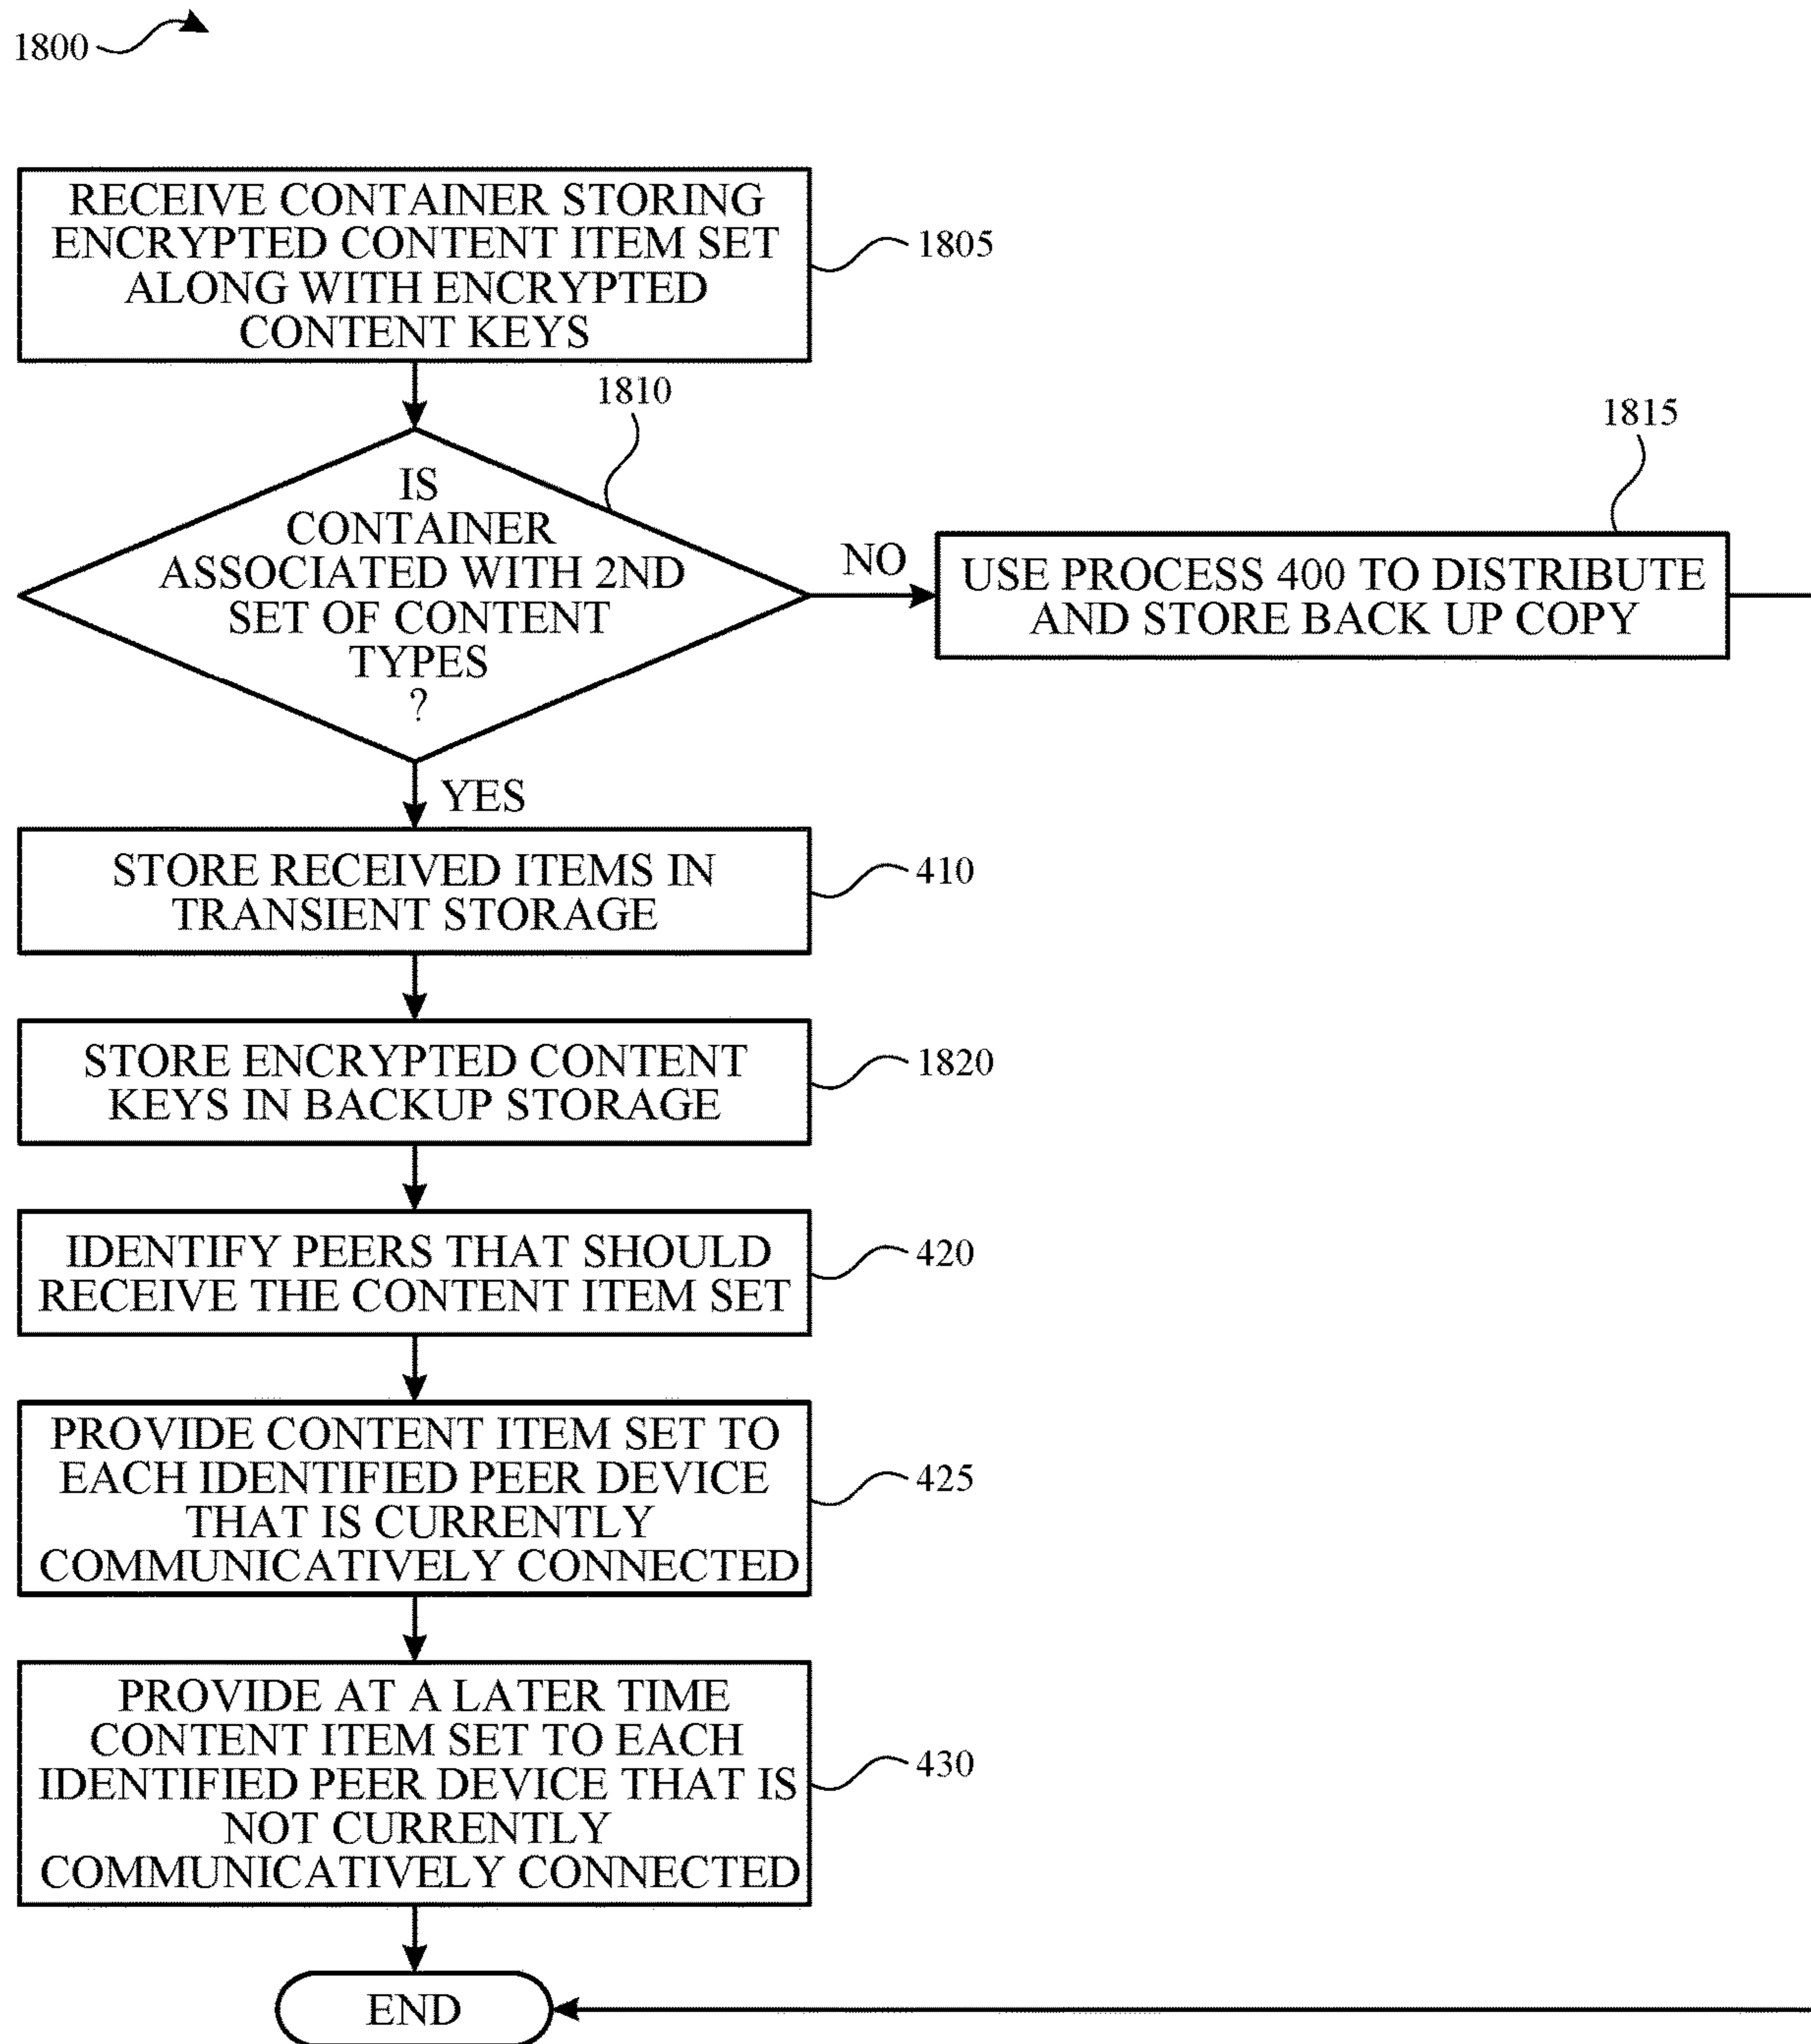 1800
RECEIVE CONTAINER STORING
ENCRYPTED CONTENT ITEM SET
ALONG WITH ENCRYPTED
CONTENT KEYS
1805
1810
IS
CONTAINER
ASSOCIATED WITH 2ND
SET OF CONTENT
TYPES
?
NO
1815
USE PROCESS 400 TO DISTRIBUTE
AND STORE BACK UP COPY
YES
STORE RECEIVED ITEMS IN
TRANSIENT STORAGE
410
STORE ENCRYPTED CONTENT
KEYS IN BACKUP STORAGE
1820
IDENTIFY PEERS THAT SHOULD
RECEIVE THE CONTENT ITEM SET
420
PROVIDE CONTENT ITEM SET TO
EACH IDENTIFIED PEER DEVICE
THAT IS CURRENTLY
COMMUNICATIVELY CONNECTED
425
PROVIDE AT A LATER TIME
CONTENT ITEM SET TO EACH
IDENTIFIED PEER DEVICE THAT IS
NOT CURRENTLY
COMMUNICATIVELY CONNECTED
430
END